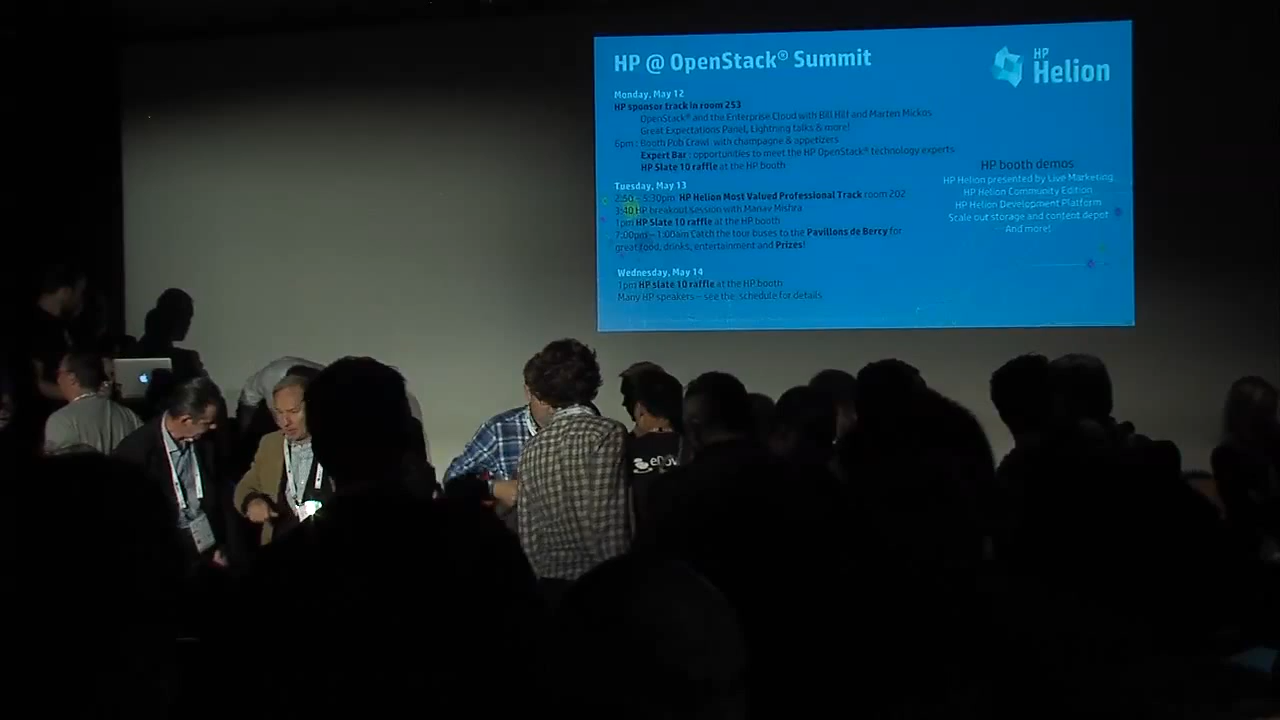 HP @ OpenStack® Summit
HP
Helion
Monday, May 12
HP sponsor track in room 253
OpenStack® and the Enterprise Cloud with Bill Hilf and Marten Mickos
Great Expectations Panel, Lightning talks & more!
6pm : Booth Pub Crawl with champagne & appetizers
Expert Bar : opportunities to meet the HP OpenStack® technology experts
HP Slate 10 raffle at the HP booth
Tuesday, May 13
2:50 – 5:30pm HP Helion Most Valued Professional Track room 202
3:40 HP breakout session with Manav Mishra
1pm HP Slate 10 raffle at the HP booth
7:00pm – 1:00am Catch the tour buses to the Pavillons de Bercy for
great food, drinks, entertainment and Prizes!
Wednesday, May 14
1pm HP Slate 10 raffle at the HP booth
Many HP speakers – see the schedule for details
HP booth demos
HP Helion presented by Live Marketing
HP Helion Community Edition
HP Helion Development Platform
Scale out storage and content depot
And more!